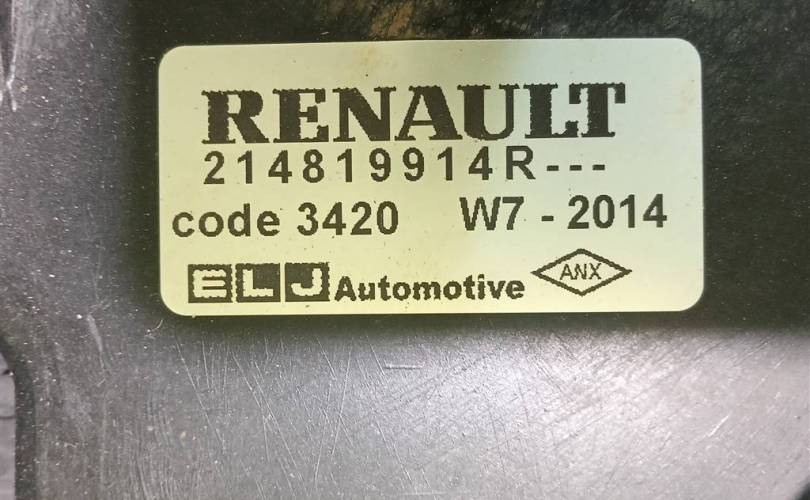 RENAULT
214819914R---
code 3420 W7 - 2014
ELJ Automotive ANX